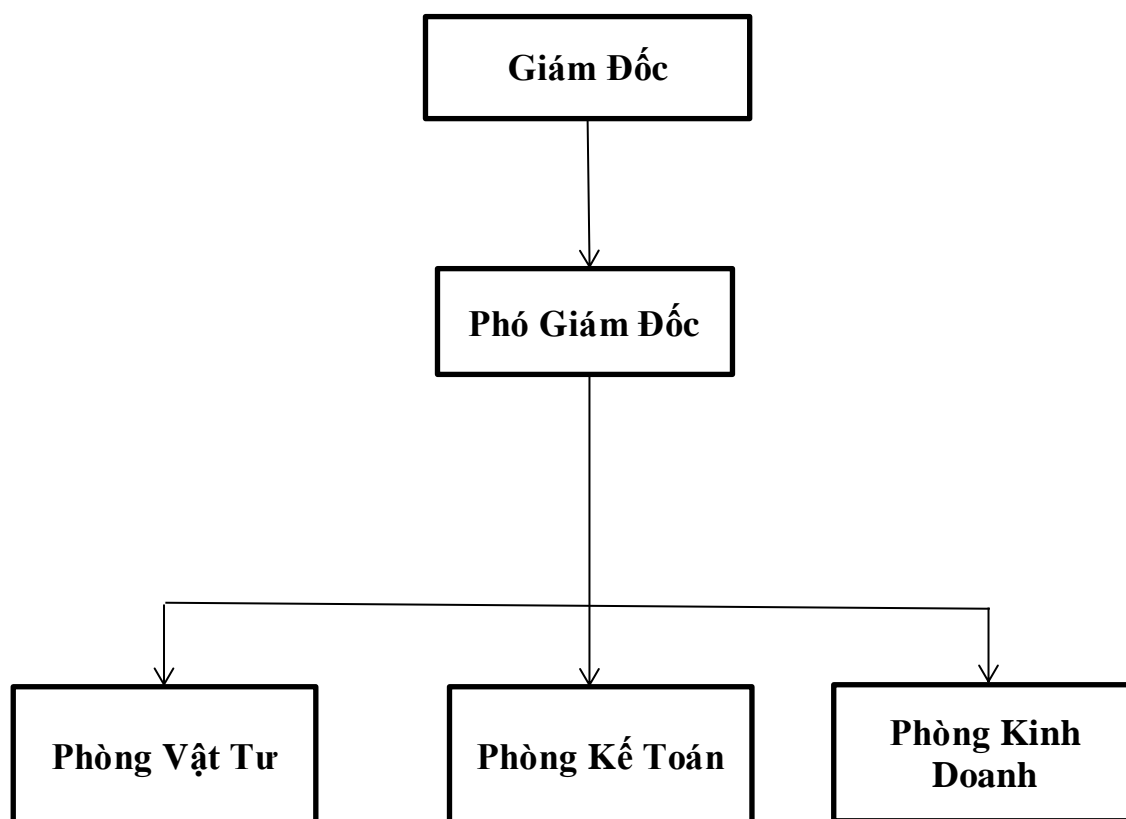 Giám Đốc
Phó Giám Đốc
Phòng Vật Tư
Phòng Kế Toán
Phòng Kinh
Doanh